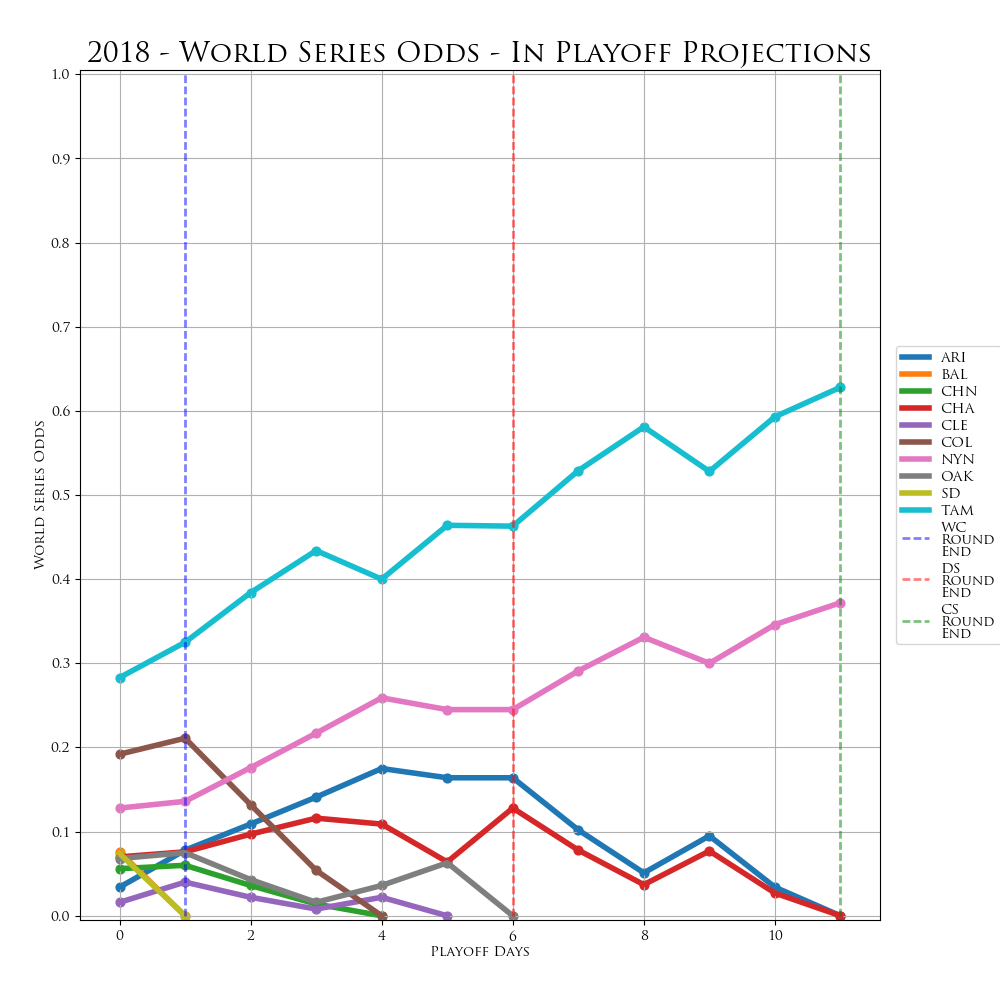 2018 - World Series Odds - In Playoff Projections
1.0
0.9
0.8
0.7
0.6
0.5
0.4
0.3
0.2
0.1
0.0
World Series Odds
0 2 4 6 8 10
Playoff Days
ARI
BAL
CHN
CHA
CLE
COL
NYN
OAK
SD
TAM
WC
Round
End
DS
Round
End
CS
Round
End